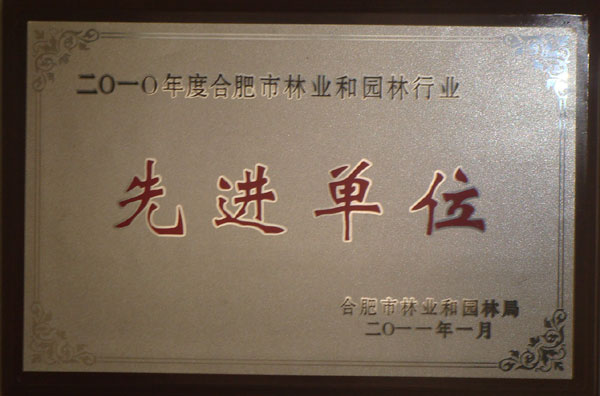 二〇一〇年度合肥市林业和园林行业
先进单位
合肥市林业和园林局
二〇一一年一月